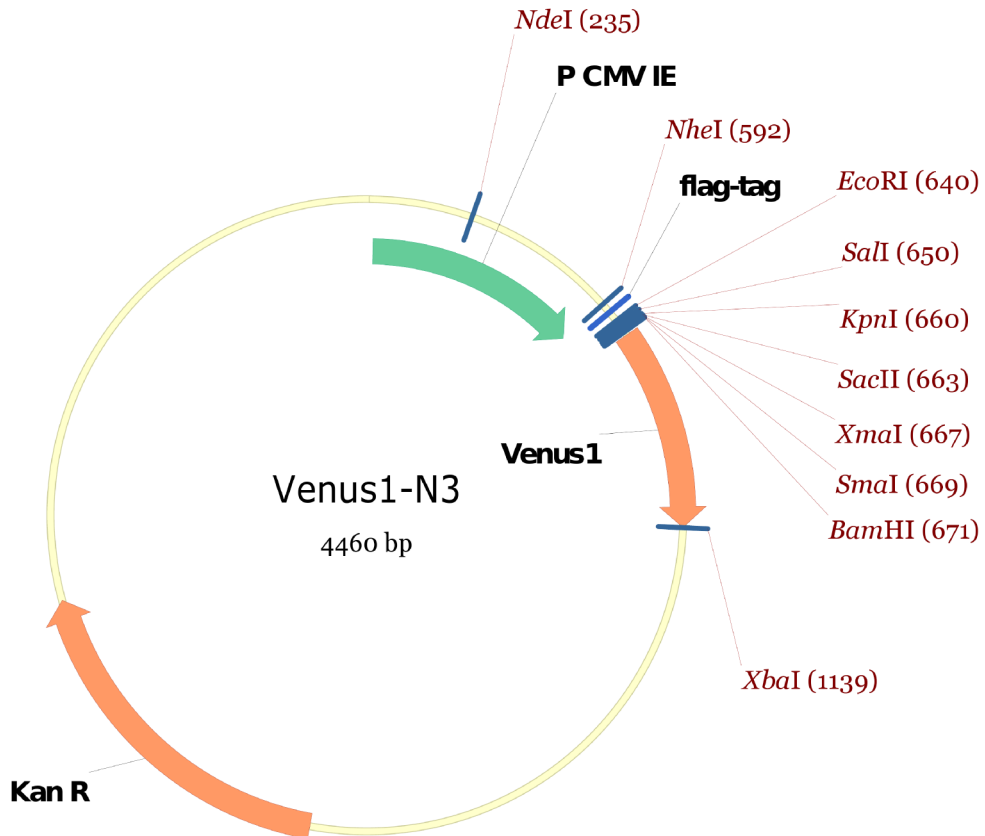 NdeI (235)
P CMV IE
NheI (592)
flag-tag
EcoRI (640)
SalI (650)
KpnI (660)
SacII (663)
XmaI (667)
SmaI (669)
BamHI (671)
Venus1
Venus1-N3
4460 bp
XbaI (1139)
Kan R